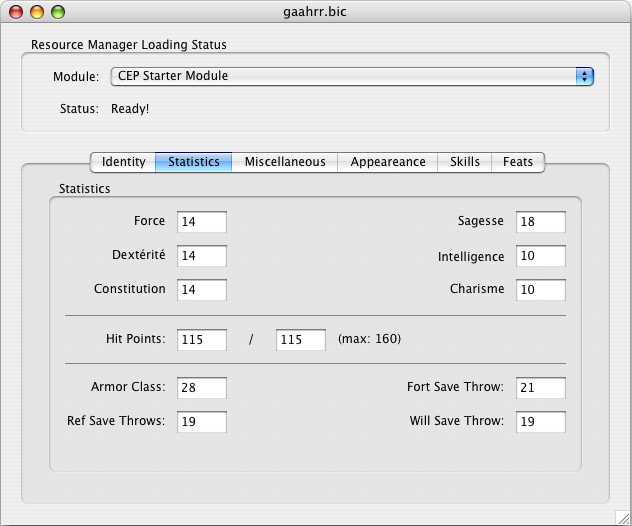 gaahrr.bic
Resource Manager Loading Status
Module: CEP Starter Module
Status: Ready!
Identity Statistics Miscellaneous Appeareance Skills Feats
Statistics
Force 14 Sagesse 18
Dextérité 14 Intelligence 10
Constitution 14 Charisme 10
Hit Points: 115 / 115 (max: 160)
Armor Class: 28 Fort Save Throw: 21
Ref Save Throws: 19 Will Save Throw: 19